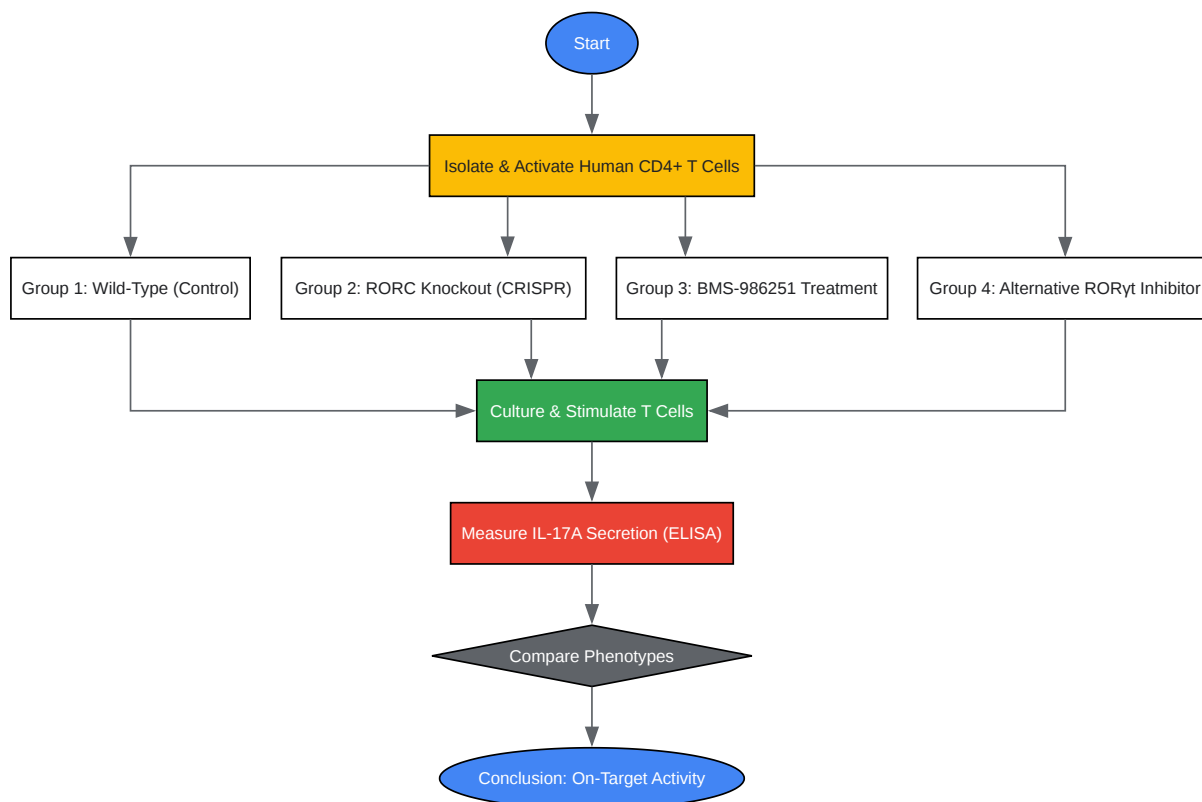 Start
Isolate & Activate Human CD4+ T Cells
Group 1: Wild-Type (Control)
Group 2: RORC Knockout (CRISPR)
Group 3: BMS-986251 Treatment
Group 4: Alternative RORγt Inhibitor
Culture & Stimulate T Cells
Measure IL-17A Secretion (ELISA)
Compare Phenotypes
Conclusion: On-Target Activity